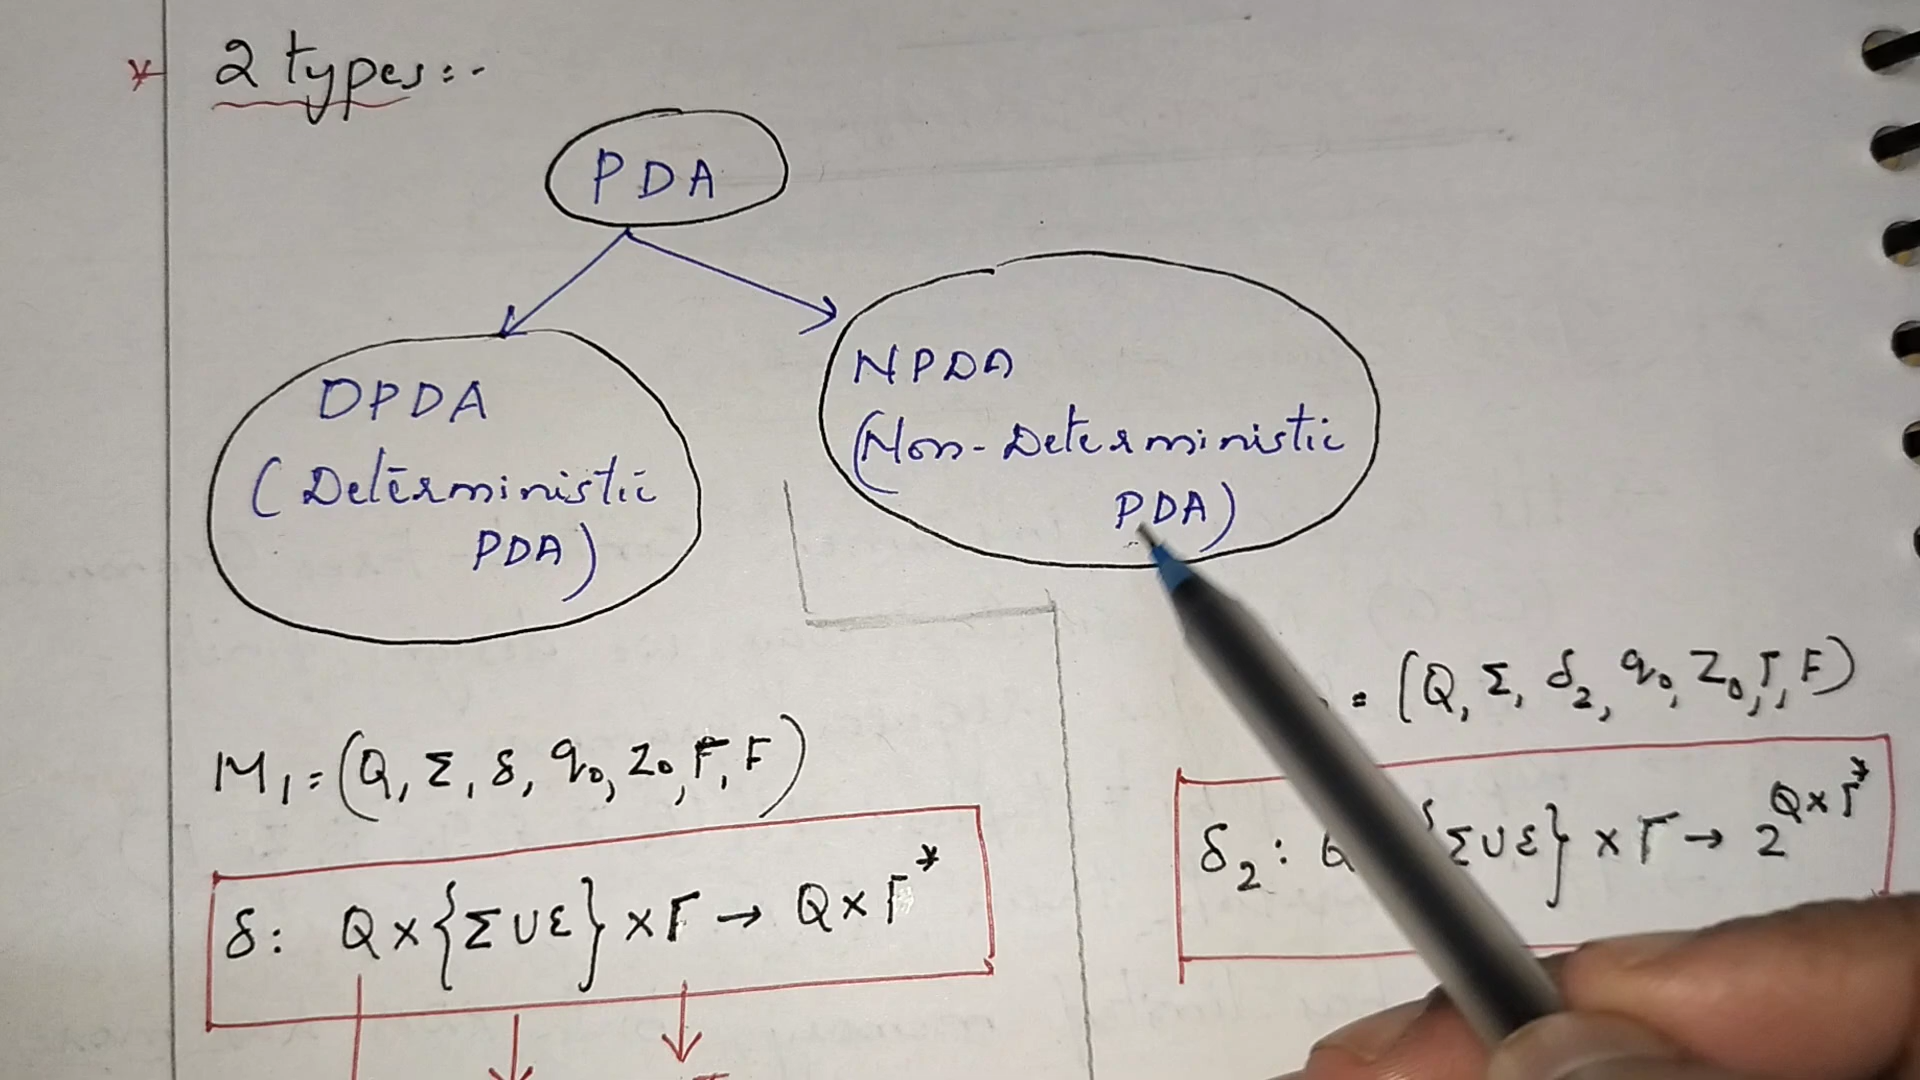 * 2 types:-
PDA
DPDA
(Deterministic
PDA)
NPDA
(Non-Deterministic
PDA)
M₁ = (Q, Σ, δ, q₀, Z₀, Γ, F)
δ: Q × {Σ ∪ ε} × Γ → Q × Γ*
= (Q, Σ, δ₂, q₀, Z₀, Γ, F)
δ₂: Q Σ ∪ ε} × Γ → 2^(Q × Γ*)